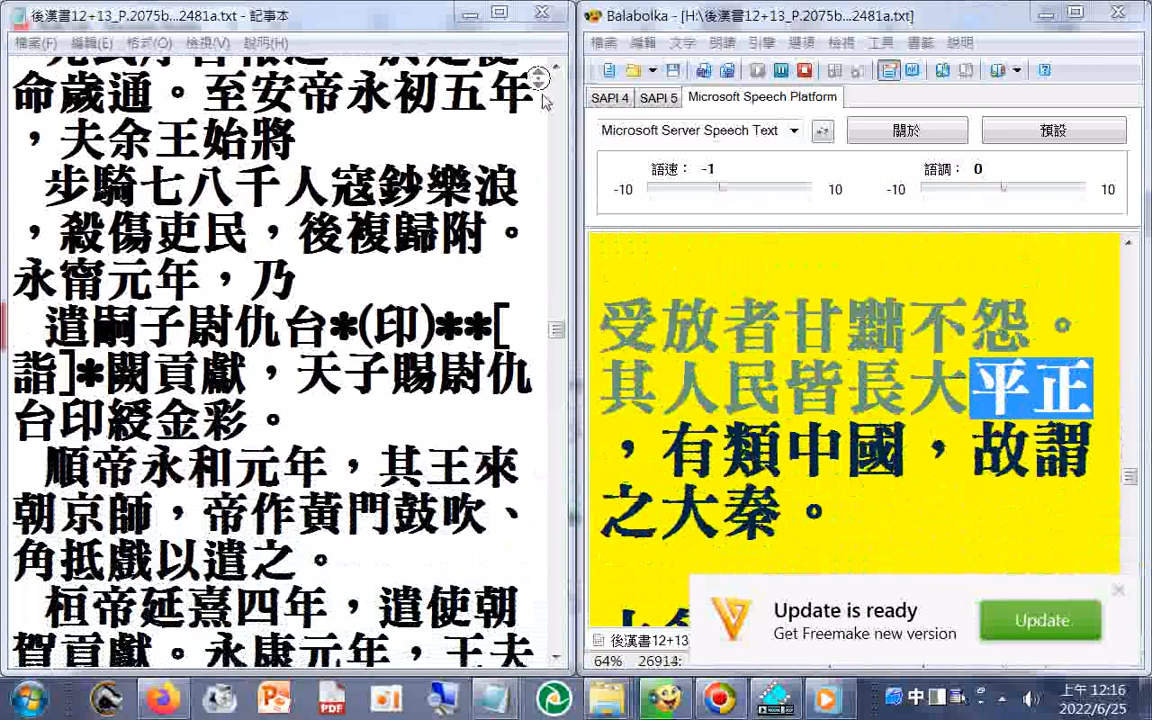 後漢書12+13_P.2075b...2481a.txt - 記事本
檔案(F) 編輯(E) 格式(O) 檢視(V) 說明(H)
命歲通。至安帝永初五年
，夫余王始將
步騎七八千人寇鈔樂浪
，殺傷吏民，後複歸附。
永甯元年，乃
遣嗣子尉仇台*(印)**[
詣]*闕貢獻，天子賜尉仇
台印綬金彩。
順帝永和元年，其王來
朝京師，帝作黃門鼓吹、
角抵戲以遣之。
桓帝延熹四年，遣使朝
賀貢獻。永康元年，王夫
Balabolka - [H:\後漢書12+13_P.2075b...2481a.txt]
檔案 編輯 文字 朗讀 引擎 選項 檢視 工具 書籤 說明
SAPI 4 SAPI 5 Microsoft Speech Platform
Microsoft Server Speech Text 關於 預設
語速： -1 語調： 0
-10 10 -10 10
受放者甘黜不怨。
其人民皆長大平正
，有類中國，故謂
之大秦。
Update is ready
Get Freemake new version
Update
後漢書12+13
64% 26914:
中
上午 12:16
2022/6/25